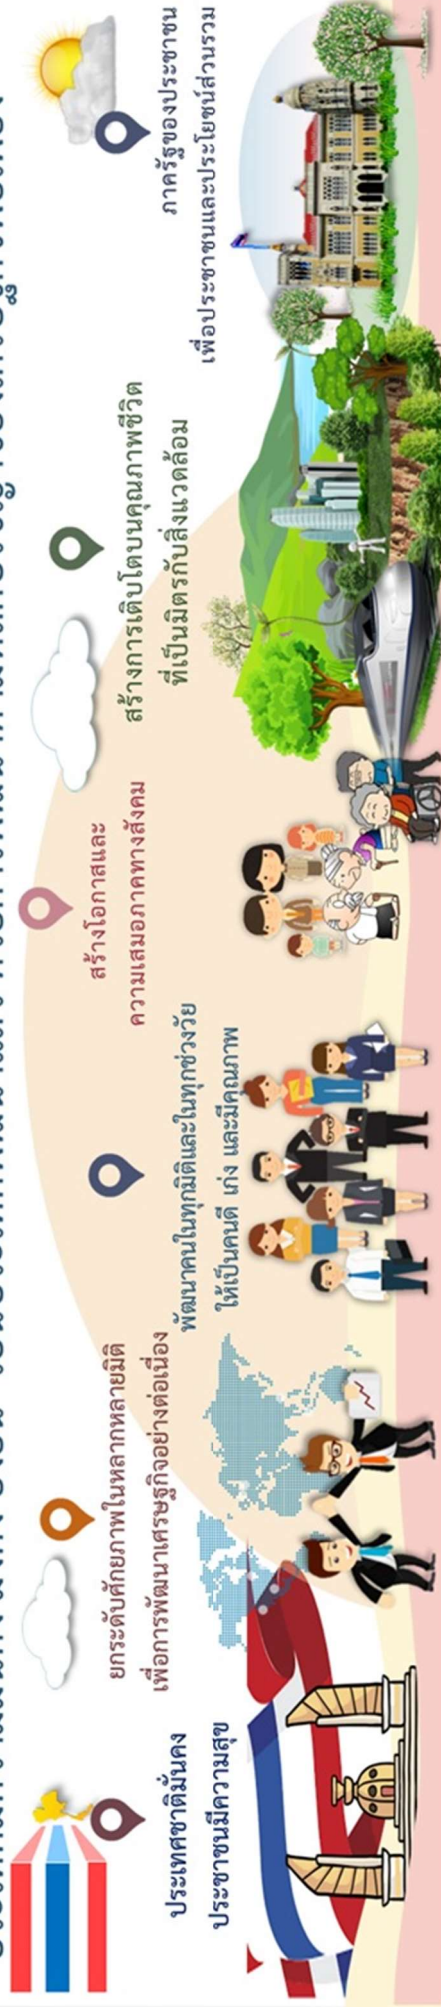 ประเทศชาติมั่นคง
ประชาชนมีความสุข
ยกระดับศักยภาพในหลากหลายมิติ
เพื่อการพัฒนาเศรษฐกิจอย่างต่อเนื่อง
พัฒนาคนในทุกมิติและในทุกช่วงวัย
ให้เป็นคนดี เก่ง และมีคุณภาพ
สร้างโอกาสและ
ความเสมอภาคทางสังคม
สร้างการเติบโตบนคุณภาพชีวิต
ที่เป็นมิตรกับสิ่งแวดล้อม
ภาครัฐของประชาชน
เพื่อประชาชนและประโยชน์ส่วนรวม